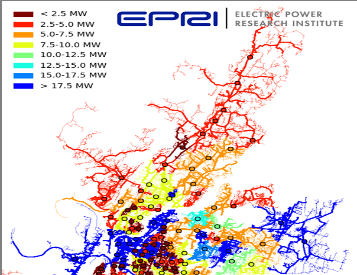 < 2.5 MW
2.5-5.0 MW
5.0-7.5 MW
7.5-10.0 MW
10.0-12.5 MW
12.5-15.0 MW
15.0-17.5 MW
> 17.5 MW
EPRI
ELECTRIC POWER
RESEARCH INSTITUTE